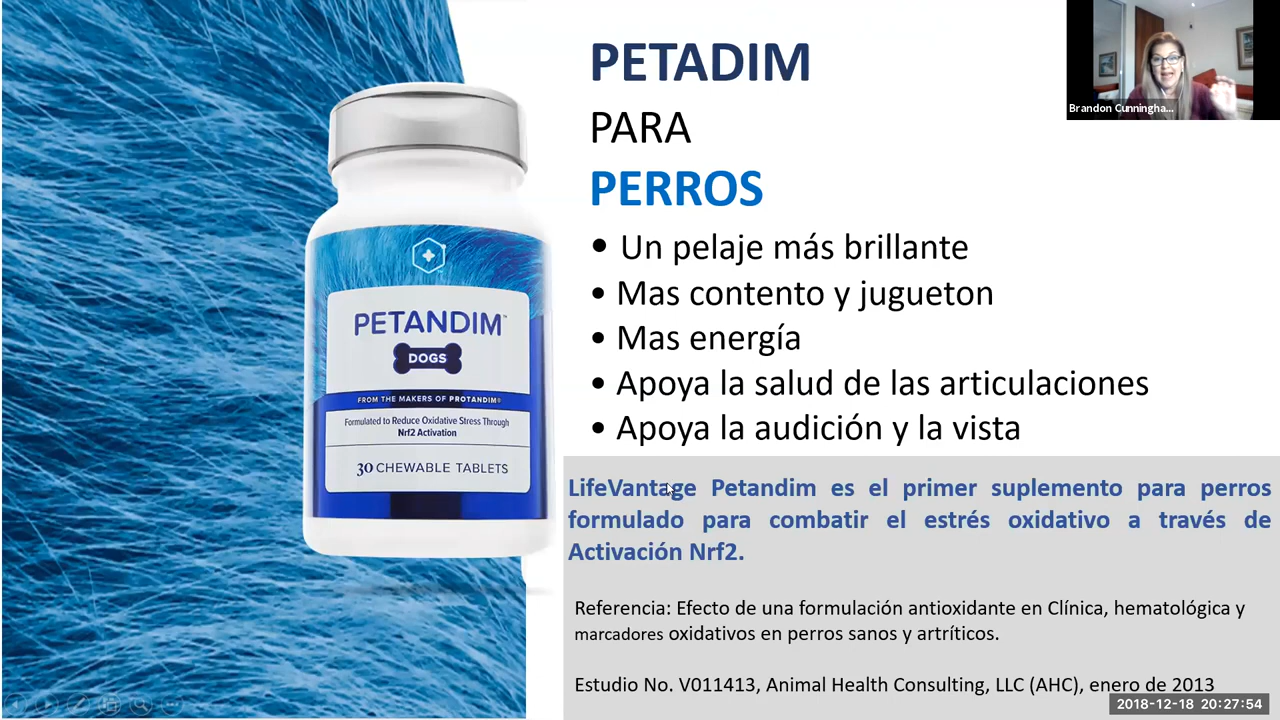 PETADIM
PARA
PERROS
• Un pelaje más brillante
• Mas contento y jugueton
• Mas energía
• Apoya la salud de las articulaciones
• Apoya la audición y la vista
LifeVantage Petandim es el primer suplemento para perros
formulado para combatir el estrés oxidativo a través de
Activación Nrf2.
Referencia: Efecto de una formulación antioxidante en Clínica, hematológica y
marcadores oxidativos en perros sanos y artríticos.
Estudio No. V011413, Animal Health Consulting, LLC (AHC), enero de 2013
PETANDIM™
DOGS
FROM THE MAKERS OF PROTANDIM®
Formulated to Reduce Oxidative Stress Through
Nrf2 Activation
30 CHEWABLE TABLETS
Brandon Cunningha...
2018-12-18 20:27:54